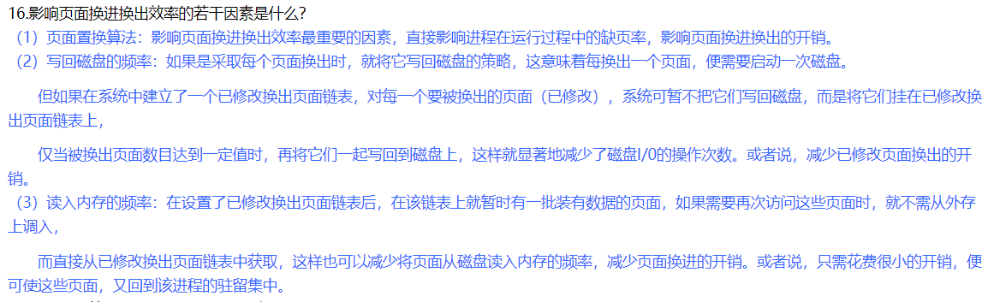 16.影响页面换进换出效率的若干因素是什么？
（1）页面置换算法：影响页面换进换出效率最重要的因素，直接影响进程在运行过程中的缺页率，影响页面换进换出的开销。
（2）写回磁盘的频率：如果是采取每个页面换出时，就将它写回磁盘的策略，这意味着每换出一个页面，便需要启动一次磁盘。
但如果在系统中建立了一个已修改换出页面链表，对每一个要被换出的页面（已修改），系统可暂不把它们写回磁盘，而是将它们挂在已修改换
出页面链表上，
仅当被换出页面数目达到一定值时，再将它们一起写回到磁盘上，这样就显著地减少了磁盘I/0的操作次数。或者说，减少已修改页面换出的开
销。
（3）读入内存的频率：在设置了已修改换出页面链表后，在该链表上就暂时有一批装有数据的页面，如果需要再次访问这些页面时，就不需从外存
上调入，
而直接从已修改换出页面链表中获取，这样也可以减少将页面从磁盘读入内存的频率，减少页面换进的开销。或者说，只需花费很小的开销，便
可使这些页面，又回到该进程的驻留集中。